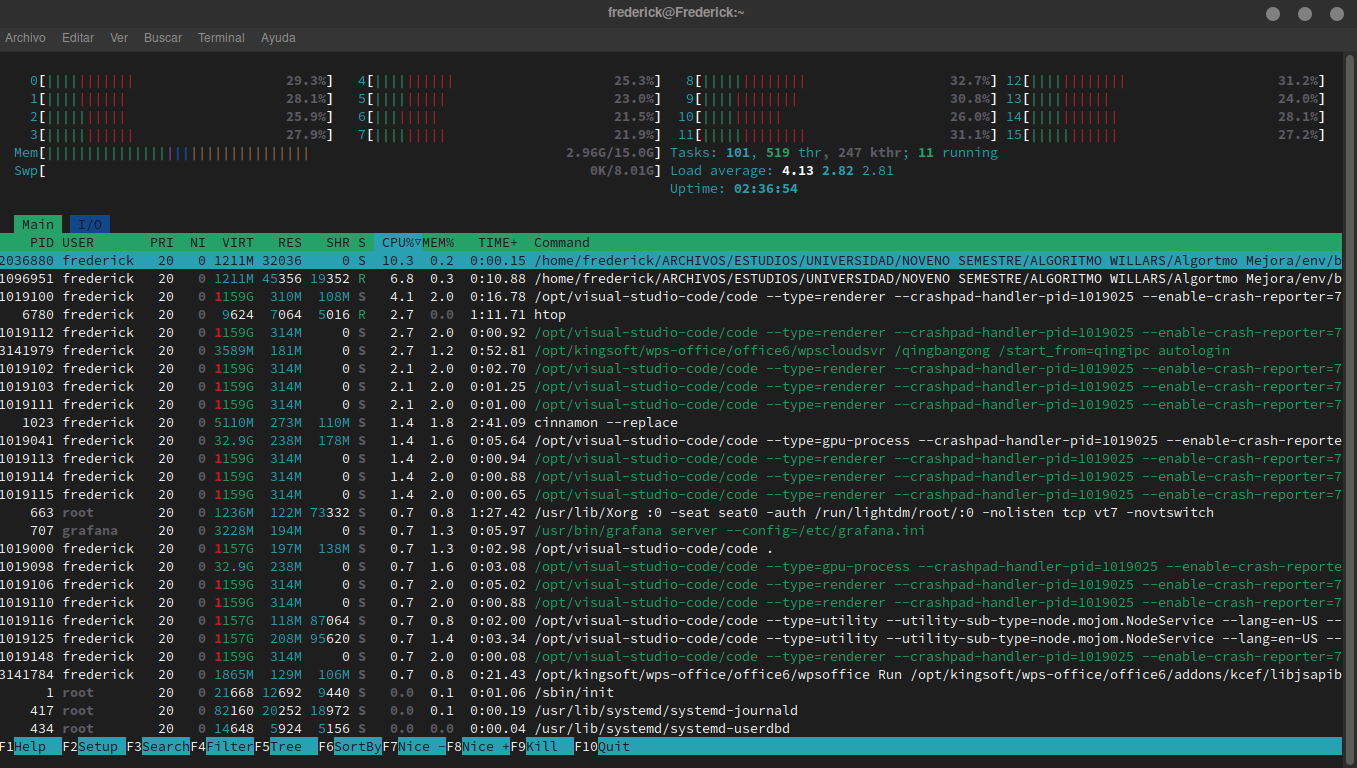 frederick@Frederick:~
Archivo Editar Ver Buscar Terminal Ayuda
0[|||||||||||| 29.3%] 4[|||||||||| 25.3%] 8[||||||||||||| 32.7%] 12[|||||||||||| 31.2%]
1[||||||||||| 28.1%] 5[||||||||| 23.0%] 9[|||||||||||| 30.8%] 13[|||||||||| 24.0%]
2[||||||||||| 25.9%] 6[|||||||| 21.5%] 10[|||||||||| 26.0%] 14[||||||||||| 28.1%]
3[|||||||||||| 27.9%] 7[||||||||| 21.9%] 11[||||||||||||| 31.1%] 15[||||||||||| 27.2%]
Mem[||||||||||||||||||||||||||||||||| 2.96G/15.0G] Tasks: 101, 519 thr, 247 kthr; 11 running
Swp[ 0K/8.01G] Load average: 4.13 2.82 2.81
Uptime: 02:36:54
Main I/O
PID USER PRI NI VIRT RES SHR S CPU%▽MEM% TIME+ Command
2036880 frederick 20 0 1211M 32036 0 S 10.3 0.2 0:00.15 /home/frederick/ARCHIVOS/ESTUDIOS/UNIVERSIDAD/NOVENO SEMESTRE/ALGORITMO WILLARS/Algortmo Mejora/env/b
1096951 frederick 20 0 1211M 45356 19352 R 6.8 0.3 0:10.88 /home/frederick/ARCHIVOS/ESTUDIOS/UNIVERSIDAD/NOVENO SEMESTRE/ALGORITMO WILLARS/Algortmo Mejora/env/b
1019100 frederick 20 0 1159G 310M 108M S 4.1 2.0 0:16.78 /opt/visual-studio-code/code --type=renderer --crashpad-handler-pid=1019025 --enable-crash-reporter=7
6780 frederick 20 0 9624 7064 5016 R 2.7 0.0 1:11.71 htop
1019112 frederick 20 0 1159G 314M 0 S 2.7 2.0 0:00.92 /opt/visual-studio-code/code --type=renderer --crashpad-handler-pid=1019025 --enable-crash-reporter=7
3141979 frederick 20 0 3589M 181M 0 S 2.7 1.2 0:52.81 /opt/kingsoft/wps-office/office6/wpscloudsvr /qingbangong /start_from=qingipc autologin
1019102 frederick 20 0 1159G 314M 0 S 2.1 2.0 0:02.70 /opt/visual-studio-code/code --type=renderer --crashpad-handler-pid=1019025 --enable-crash-reporter=7
1019103 frederick 20 0 1159G 314M 0 S 2.1 2.0 0:01.25 /opt/visual-studio-code/code --type=renderer --crashpad-handler-pid=1019025 --enable-crash-reporter=7
1019111 frederick 20 0 1159G 314M 0 S 2.1 2.0 0:01.00 /opt/visual-studio-code/code --type=renderer --crashpad-handler-pid=1019025 --enable-crash-reporter=7
1023 frederick 20 0 5110M 273M 110M S 1.4 1.8 2:41.09 cinnamon --replace
1019041 frederick 20 0 32.9G 238M 178M S 1.4 1.6 0:05.64 /opt/visual-studio-code/code --type=gpu-process --crashpad-handler-pid=1019025 --enable-crash-reporte
1019113 frederick 20 0 1159G 314M 0 S 1.4 2.0 0:00.94 /opt/visual-studio-code/code --type=renderer --crashpad-handler-pid=1019025 --enable-crash-reporter=7
1019114 frederick 20 0 1159G 314M 0 S 1.4 2.0 0:00.88 /opt/visual-studio-code/code --type=renderer --crashpad-handler-pid=1019025 --enable-crash-reporter=7
1019115 frederick 20 0 1159G 314M 0 S 1.4 2.0 0:00.65 /opt/visual-studio-code/code --type=renderer --crashpad-handler-pid=1019025 --enable-crash-reporter=7
663 root 20 0 1236M 122M 73332 S 0.7 0.8 1:27.42 /usr/lib/Xorg :0 -seat seat0 -auth /run/lightdm/root/:0 -nolisten tcp vt7 -novtswitch
707 grafana 20 0 3228M 194M 0 S 0.7 1.3 0:05.97 /usr/bin/grafana server --config=/etc/grafana.ini
1019000 frederick 20 0 1157G 197M 138M S 0.7 1.3 0:02.98 /opt/visual-studio-code/code .
1019098 frederick 20 0 32.9G 238M 0 S 0.7 1.6 0:03.08 /opt/visual-studio-code/code --type=gpu-process --crashpad-handler-pid=1019025 --enable-crash-reporte
1019106 frederick 20 0 1159G 314M 0 S 0.7 2.0 0:05.02 /opt/visual-studio-code/code --type=renderer --crashpad-handler-pid=1019025 --enable-crash-reporter=7
1019110 frederick 20 0 1159G 314M 0 S 0.7 2.0 0:00.88 /opt/visual-studio-code/code --type=renderer --crashpad-handler-pid=1019025 --enable-crash-reporter=7
1019116 frederick 20 0 1157G 118M 87064 S 0.7 0.8 0:02.00 /opt/visual-studio-code/code --type=utility --utility-sub-type=node.mojom.NodeService --lang=en-US --
1019125 frederick 20 0 1157G 208M 95620 S 0.7 1.4 0:03.34 /opt/visual-studio-code/code --type=utility --utility-sub-type=node.mojom.NodeService --lang=en-US --
1019148 frederick 20 0 1159G 314M 0 S 0.7 2.0 0:00.08 /opt/visual-studio-code/code --type=renderer --crashpad-handler-pid=1019025 --enable-crash-reporter=7
3141784 frederick 20 0 1865M 129M 106M S 0.7 0.8 0:21.43 /opt/kingsoft/wps-office/office6/wpsoffice Run /opt/kingsoft/wps-office/office6/addons/kcef/libjsapib
1 root 20 0 21668 12692 9440 S 0.0 0.1 0:01.06 /sbin/init
417 root 20 0 82160 20252 18972 S 0.0 0.1 0:00.19 /usr/lib/systemd/systemd-journald
434 root 20 0 14648 5924 5156 S 0.0 0.0 0:00.04 /usr/lib/systemd/systemd-userdbd
F1Help F2Setup F3SearchF4FilterF5Tree F6SortByF7Nice -F8Nice +F9Kill F10Quit